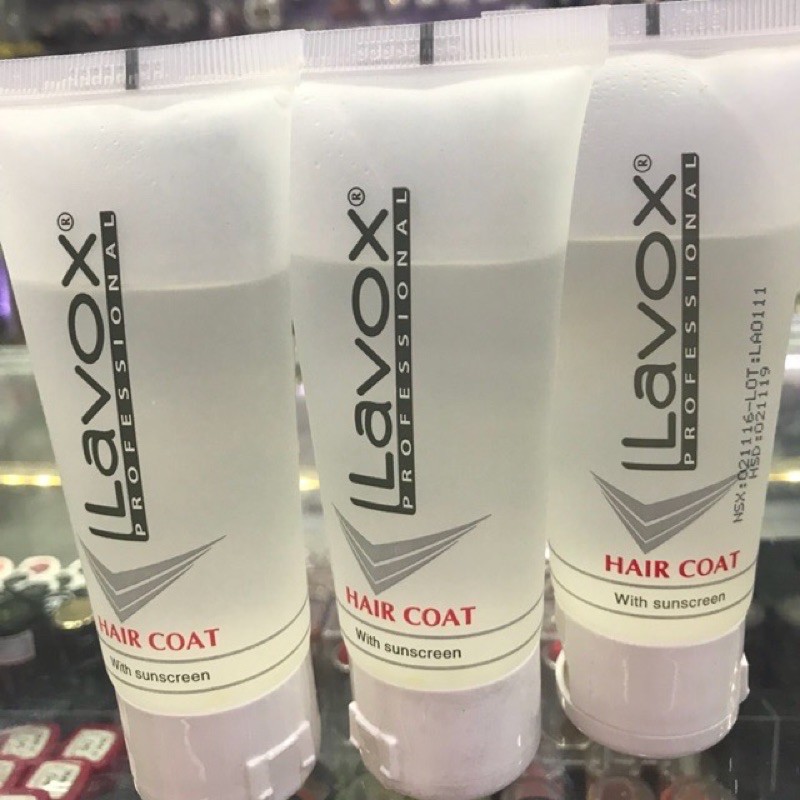 Lavox®
PROFESSIONAL
HAIR COAT
With sunscreen
Lavox®
PROFESSIONAL
HAIR COAT
With sunscreen
Lavox®
PROFESSIONAL
HAIR COAT
With sunscreen
NSX:021116-LOT:LA0111
HSD:021119